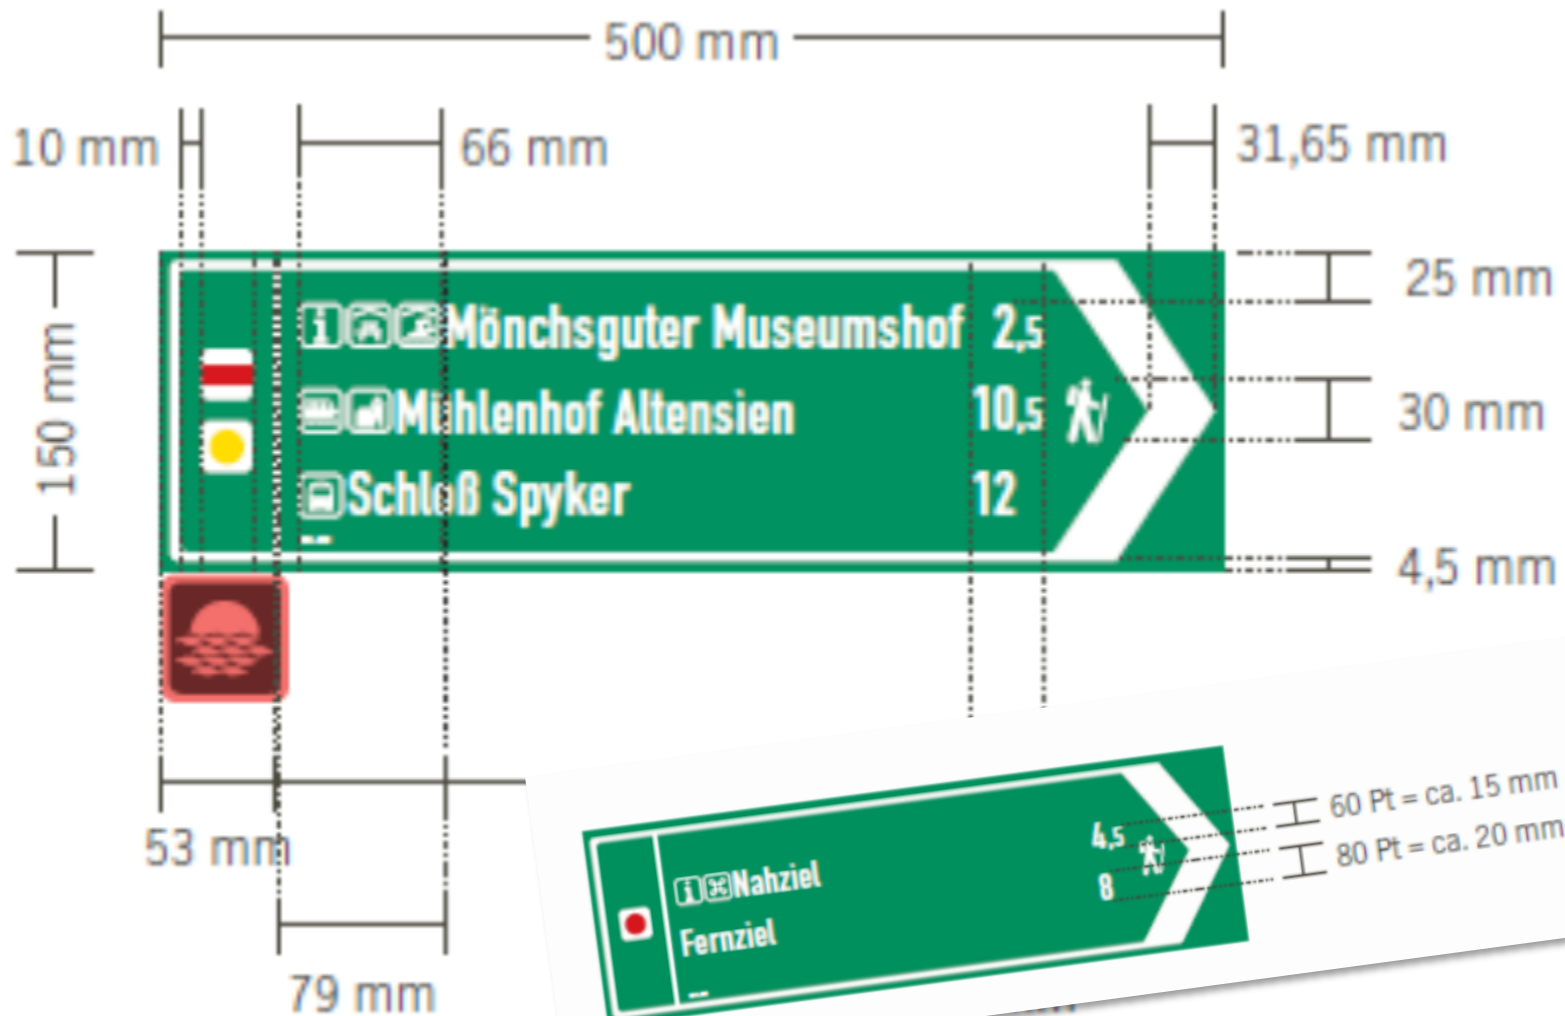 500 mm
10 mm
66 mm
31,65 mm
150 mm
Mönchsguter Museumshof 2,5
Mühlenhof Altensien 10,5
Schloß Spyker 12
25 mm
30 mm
4,5 mm
53 mm
79 mm
Nahziel 4,5
Fernziel 8
60 Pt = ca. 15 mm
80 Pt = ca. 20 mm